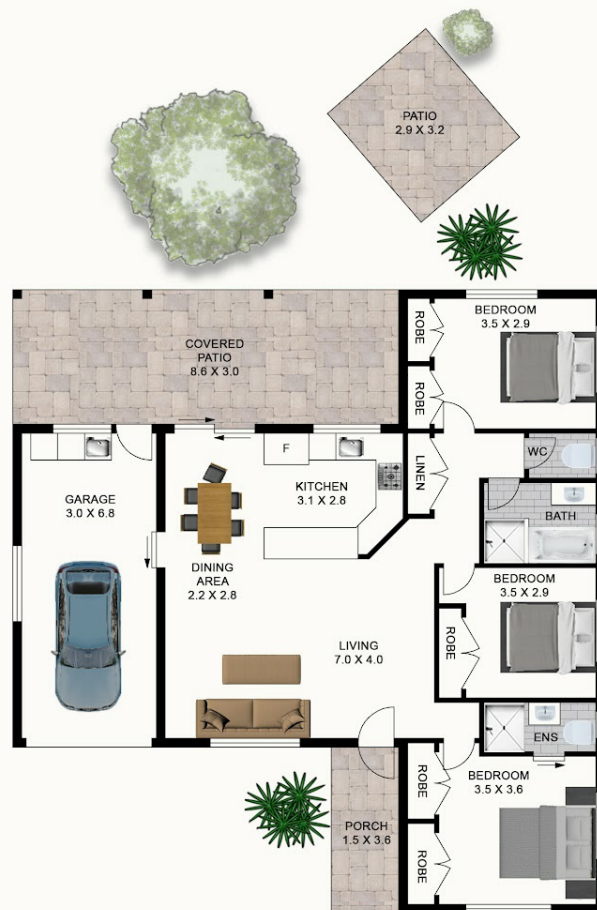 PATIO
2.9 X 3.2
BEDROOM
3.5 X 2.9
ROBE
ROBE
COVERED
PATIO
8.6 X 3.0
F
WC
LINEN
KITCHEN
3.1 X 2.8
GARAGE
3.0 X 6.8
BATH
DINING
AREA
2.2 X 2.8
BEDROOM
3.5 X 2.9
ROBE
LIVING
7.0 X 4.0
ENS
BEDROOM
3.5 X 3.6
ROBE
PORCH
1.5 X 3.6
ROBE